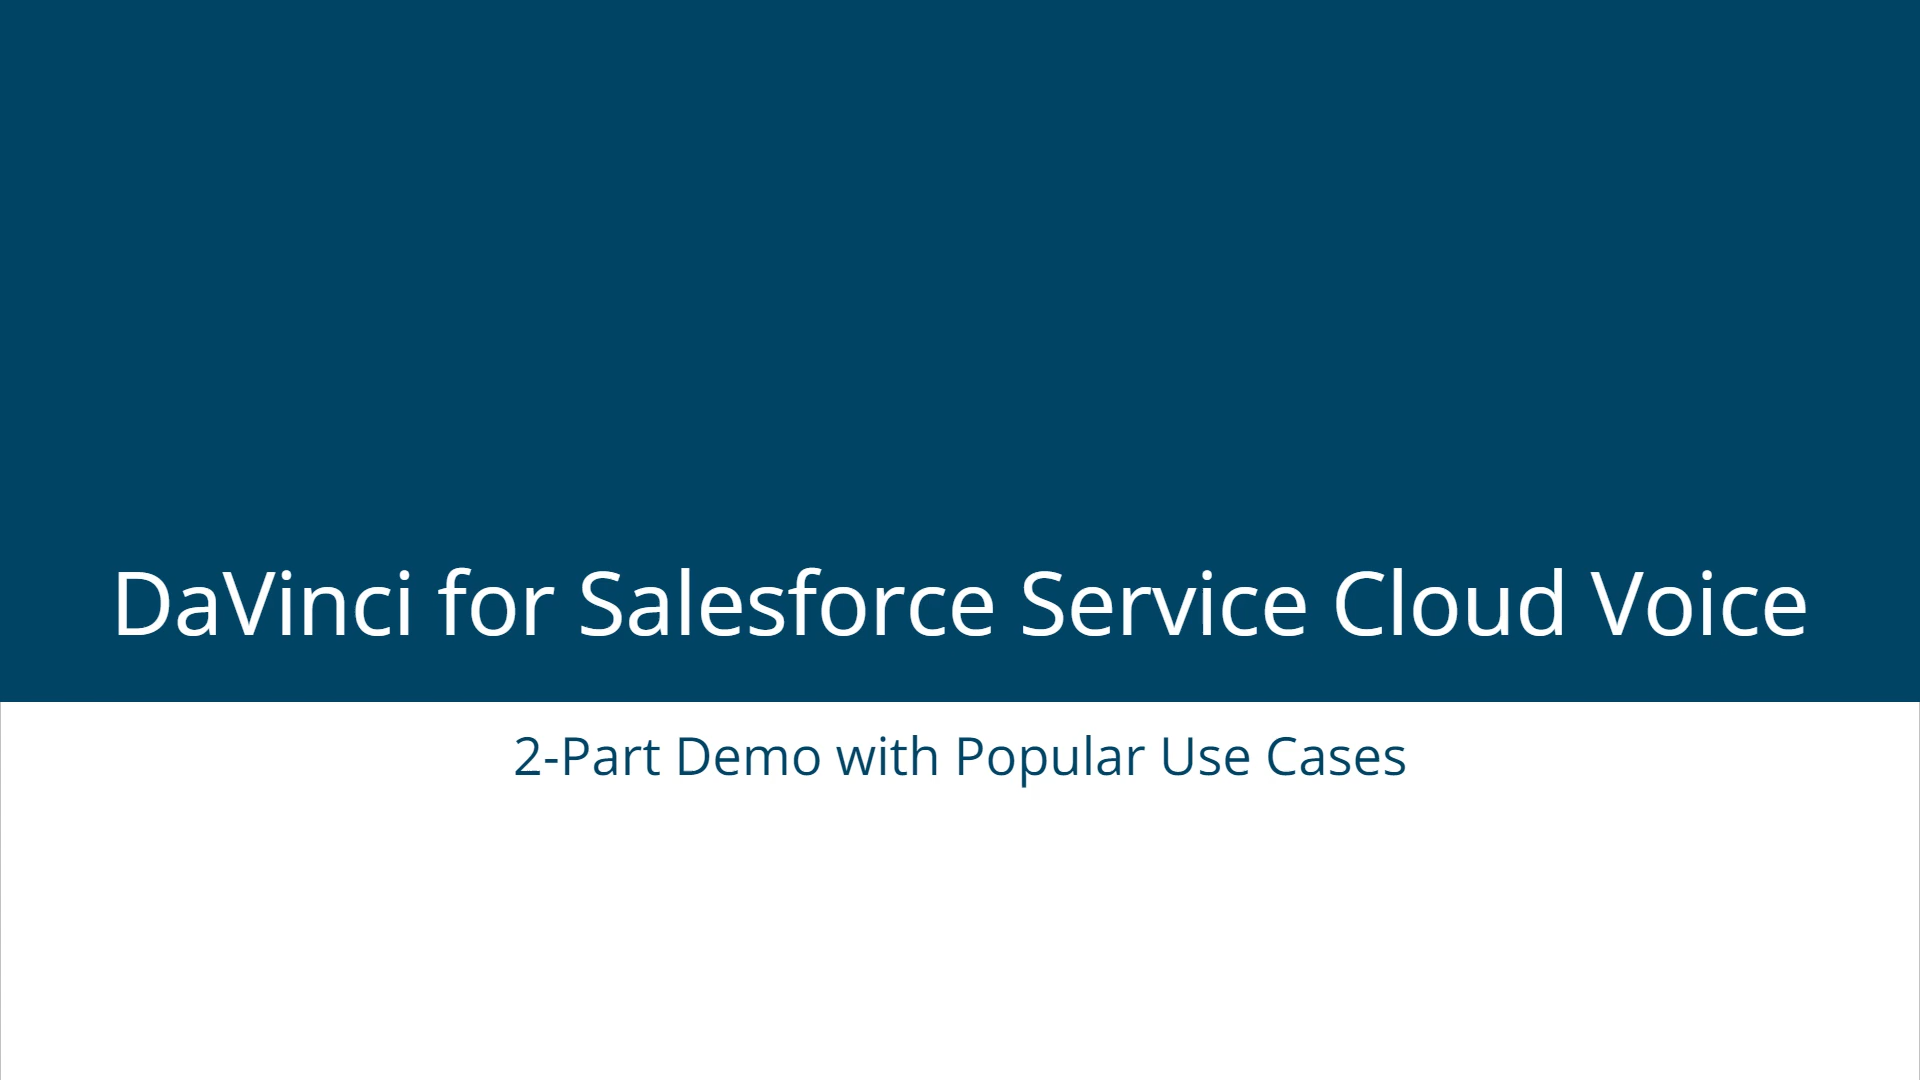 DaVinci for Salesforce Service Cloud Voice
2-Part Demo with Popular Use Cases